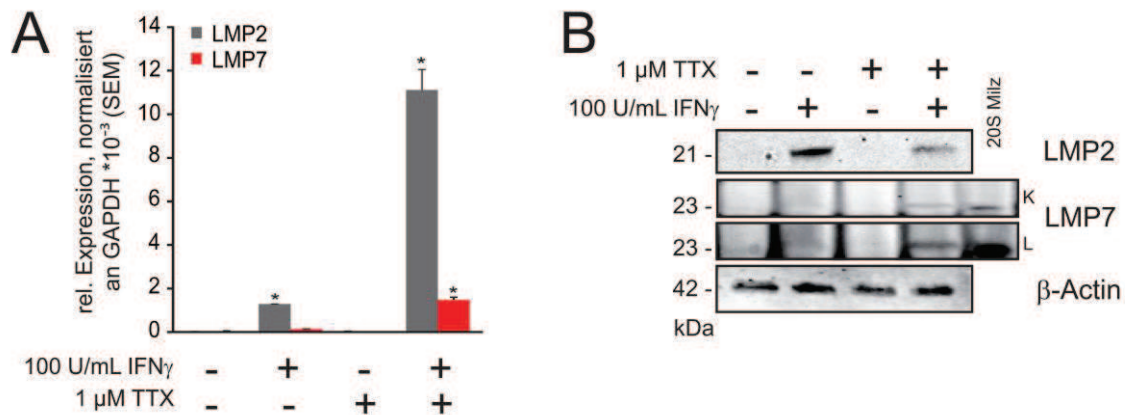 A
rel. Expression, normalisiert
an GAPDH *10⁻³ (SEM)
14
12
10
8
6
4
2
0
LMP2
LMP7
*
*
*
100 U/mL IFNγ - + - +
1 µM TTX - - + +
B
1 µM TTX - - + +
100 U/mL IFNγ - + - +
20S Milz
21 - LMP2
23 - K
LMP7
23 - L
42 - β-Actin
kDa